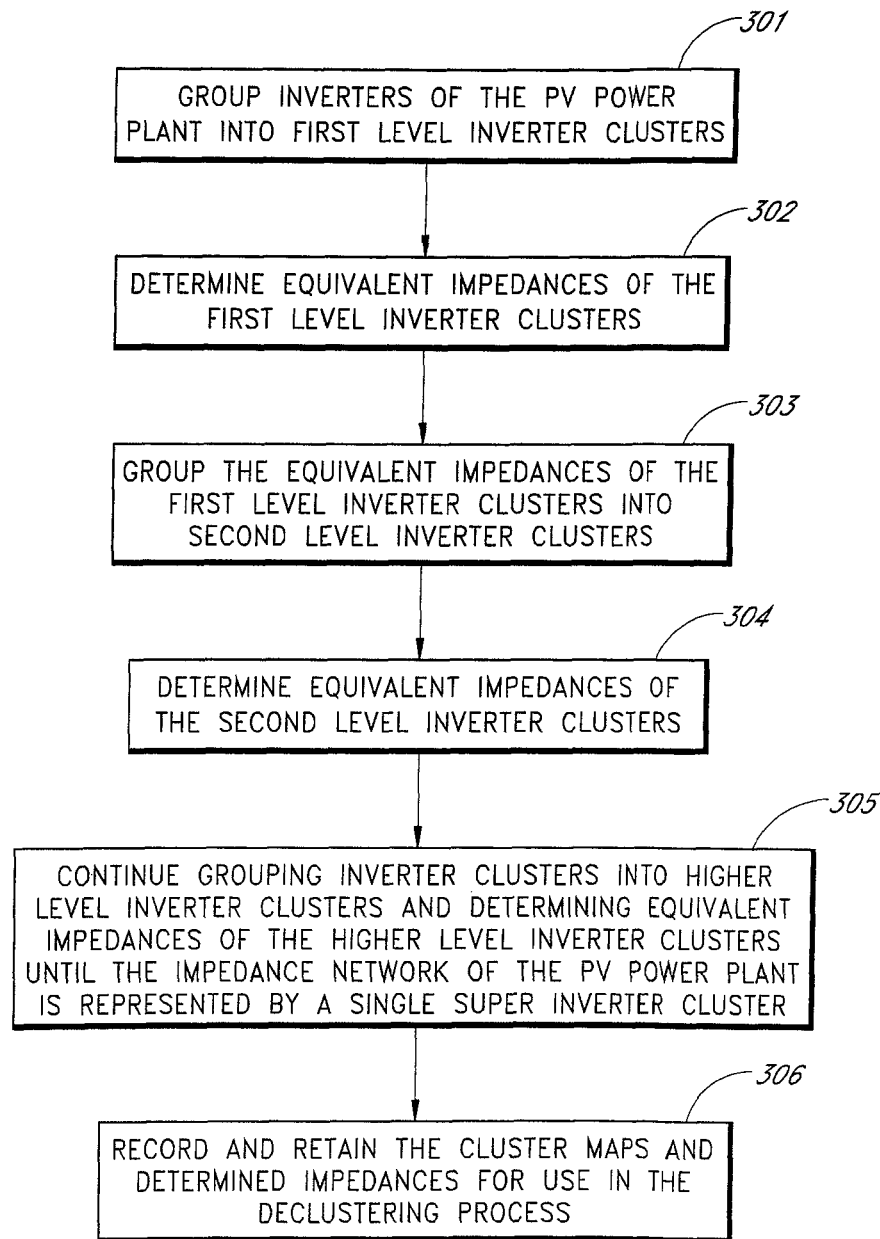 301
GROUP INVERTERS OF THE PV POWER
PLANT INTO FIRST LEVEL INVERTER CLUSTERS
302
DETERMINE EQUIVALENT IMPEDANCES OF THE
FIRST LEVEL INVERTER CLUSTERS
303
GROUP THE EQUIVALENT IMPEDANCES OF THE
FIRST LEVEL INVERTER CLUSTERS INTO
SECOND LEVEL INVERTER CLUSTERS
304
DETERMINE EQUIVALENT IMPEDANCES OF
THE SECOND LEVEL INVERTER CLUSTERS
305
CONTINUE GROUPING INVERTER CLUSTERS INTO HIGHER
LEVEL INVERTER CLUSTERS AND DETERMINING EQUIVALENT
IMPEDANCES OF THE HIGHER LEVEL INVERTER CLUSTERS
UNTIL THE IMPEDANCE NETWORK OF THE PV POWER PLANT
IS REPRESENTED BY A SINGLE SUPER INVERTER CLUSTER
306
RECORD AND RETAIN THE CLUSTER MAPS AND
DETERMINED IMPEDANCES FOR USE IN THE
DECLUSTERING PROCESS